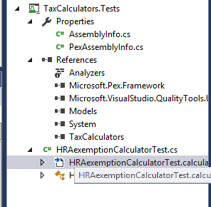 TaxCalculators.Tests
Properties
AssemblyInfo.cs
PexAssemblyInfo.cs
References
Analyzers
Microsoft.Pex.Framework
Microsoft.VisualStudio.QualityTools.U
Models
System
TaxCalculators
HRAexemptionCalculatorTest.cs
HRAexemptionCalculatorTest.calcula
H
HRAexemptionCalculatorTest.calcula